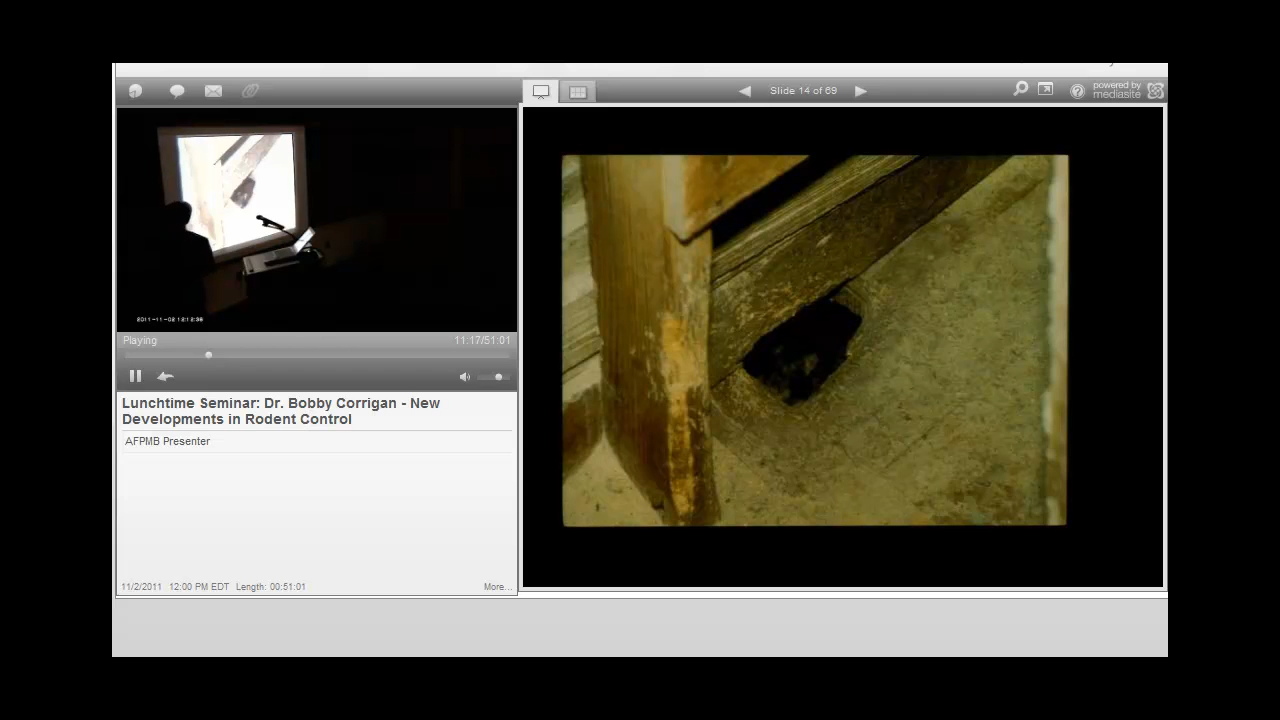 Slide 14 of 69
powered by
mediasite
2011-11-02 12:12:36
Playing
11:17/51:01
Lunchtime Seminar: Dr. Bobby Corrigan - New
Developments in Rodent Control
AFPMB Presenter
11/2/2011 12:00 PM EDT Length: 00:51:01
More...